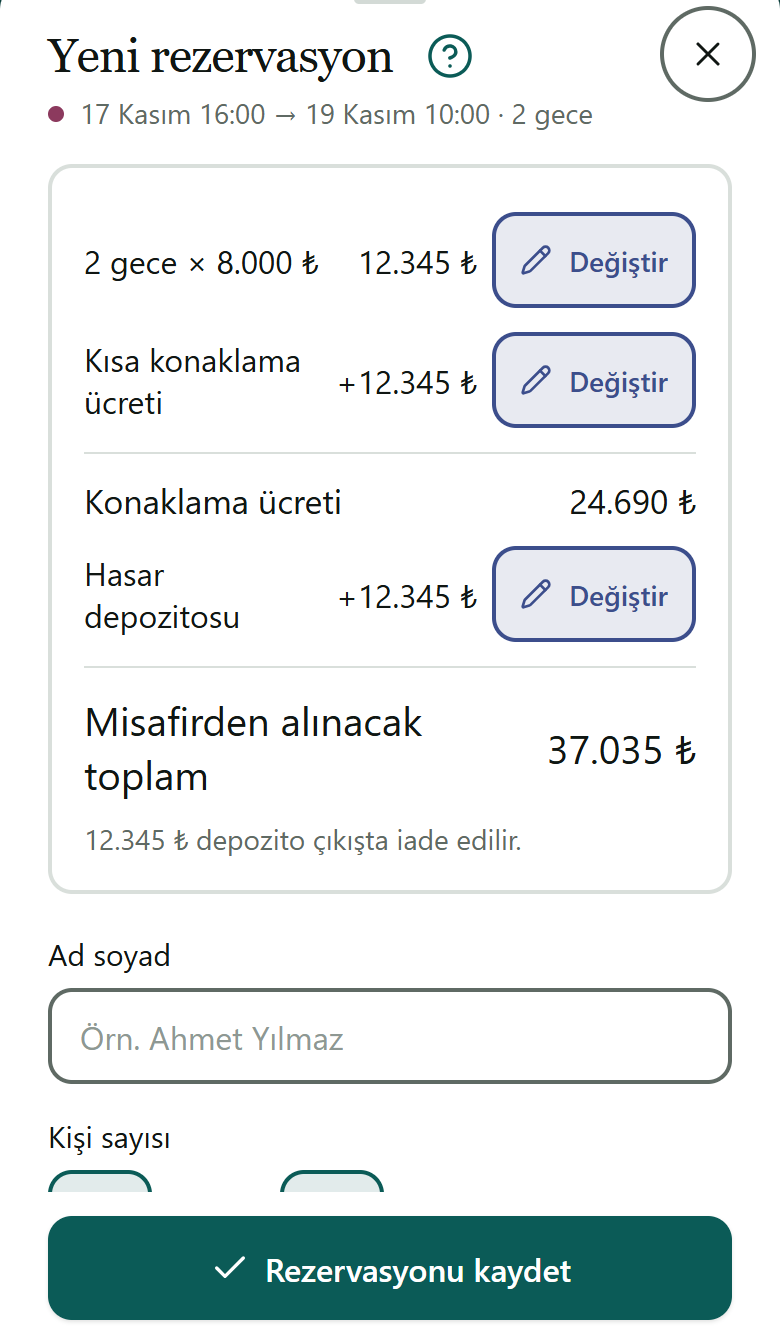 Yeni rezervasyon ?
17 Kasım 16:00 → 19 Kasım 10:00 · 2 gece
2 gece × 8.000 ₺ 12.345 ₺ Değiştir
Kısa konaklama
ücreti +12.345 ₺ Değiştir
Konaklama ücreti 24.690 ₺
Hasar
depozitosu +12.345 ₺ Değiştir
Misafirden alınacak
toplam 37.035 ₺
12.345 ₺ depozito çıkışta iade edilir.
Ad soyad
Örn. Ahmet Yılmaz
Kişi sayısı
Rezervasyonu kaydet